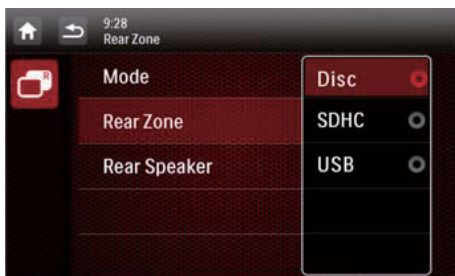 9:28
Rear Zone
R
Mode
Disc
Rear Zone
SDHC
Rear Speaker
USB